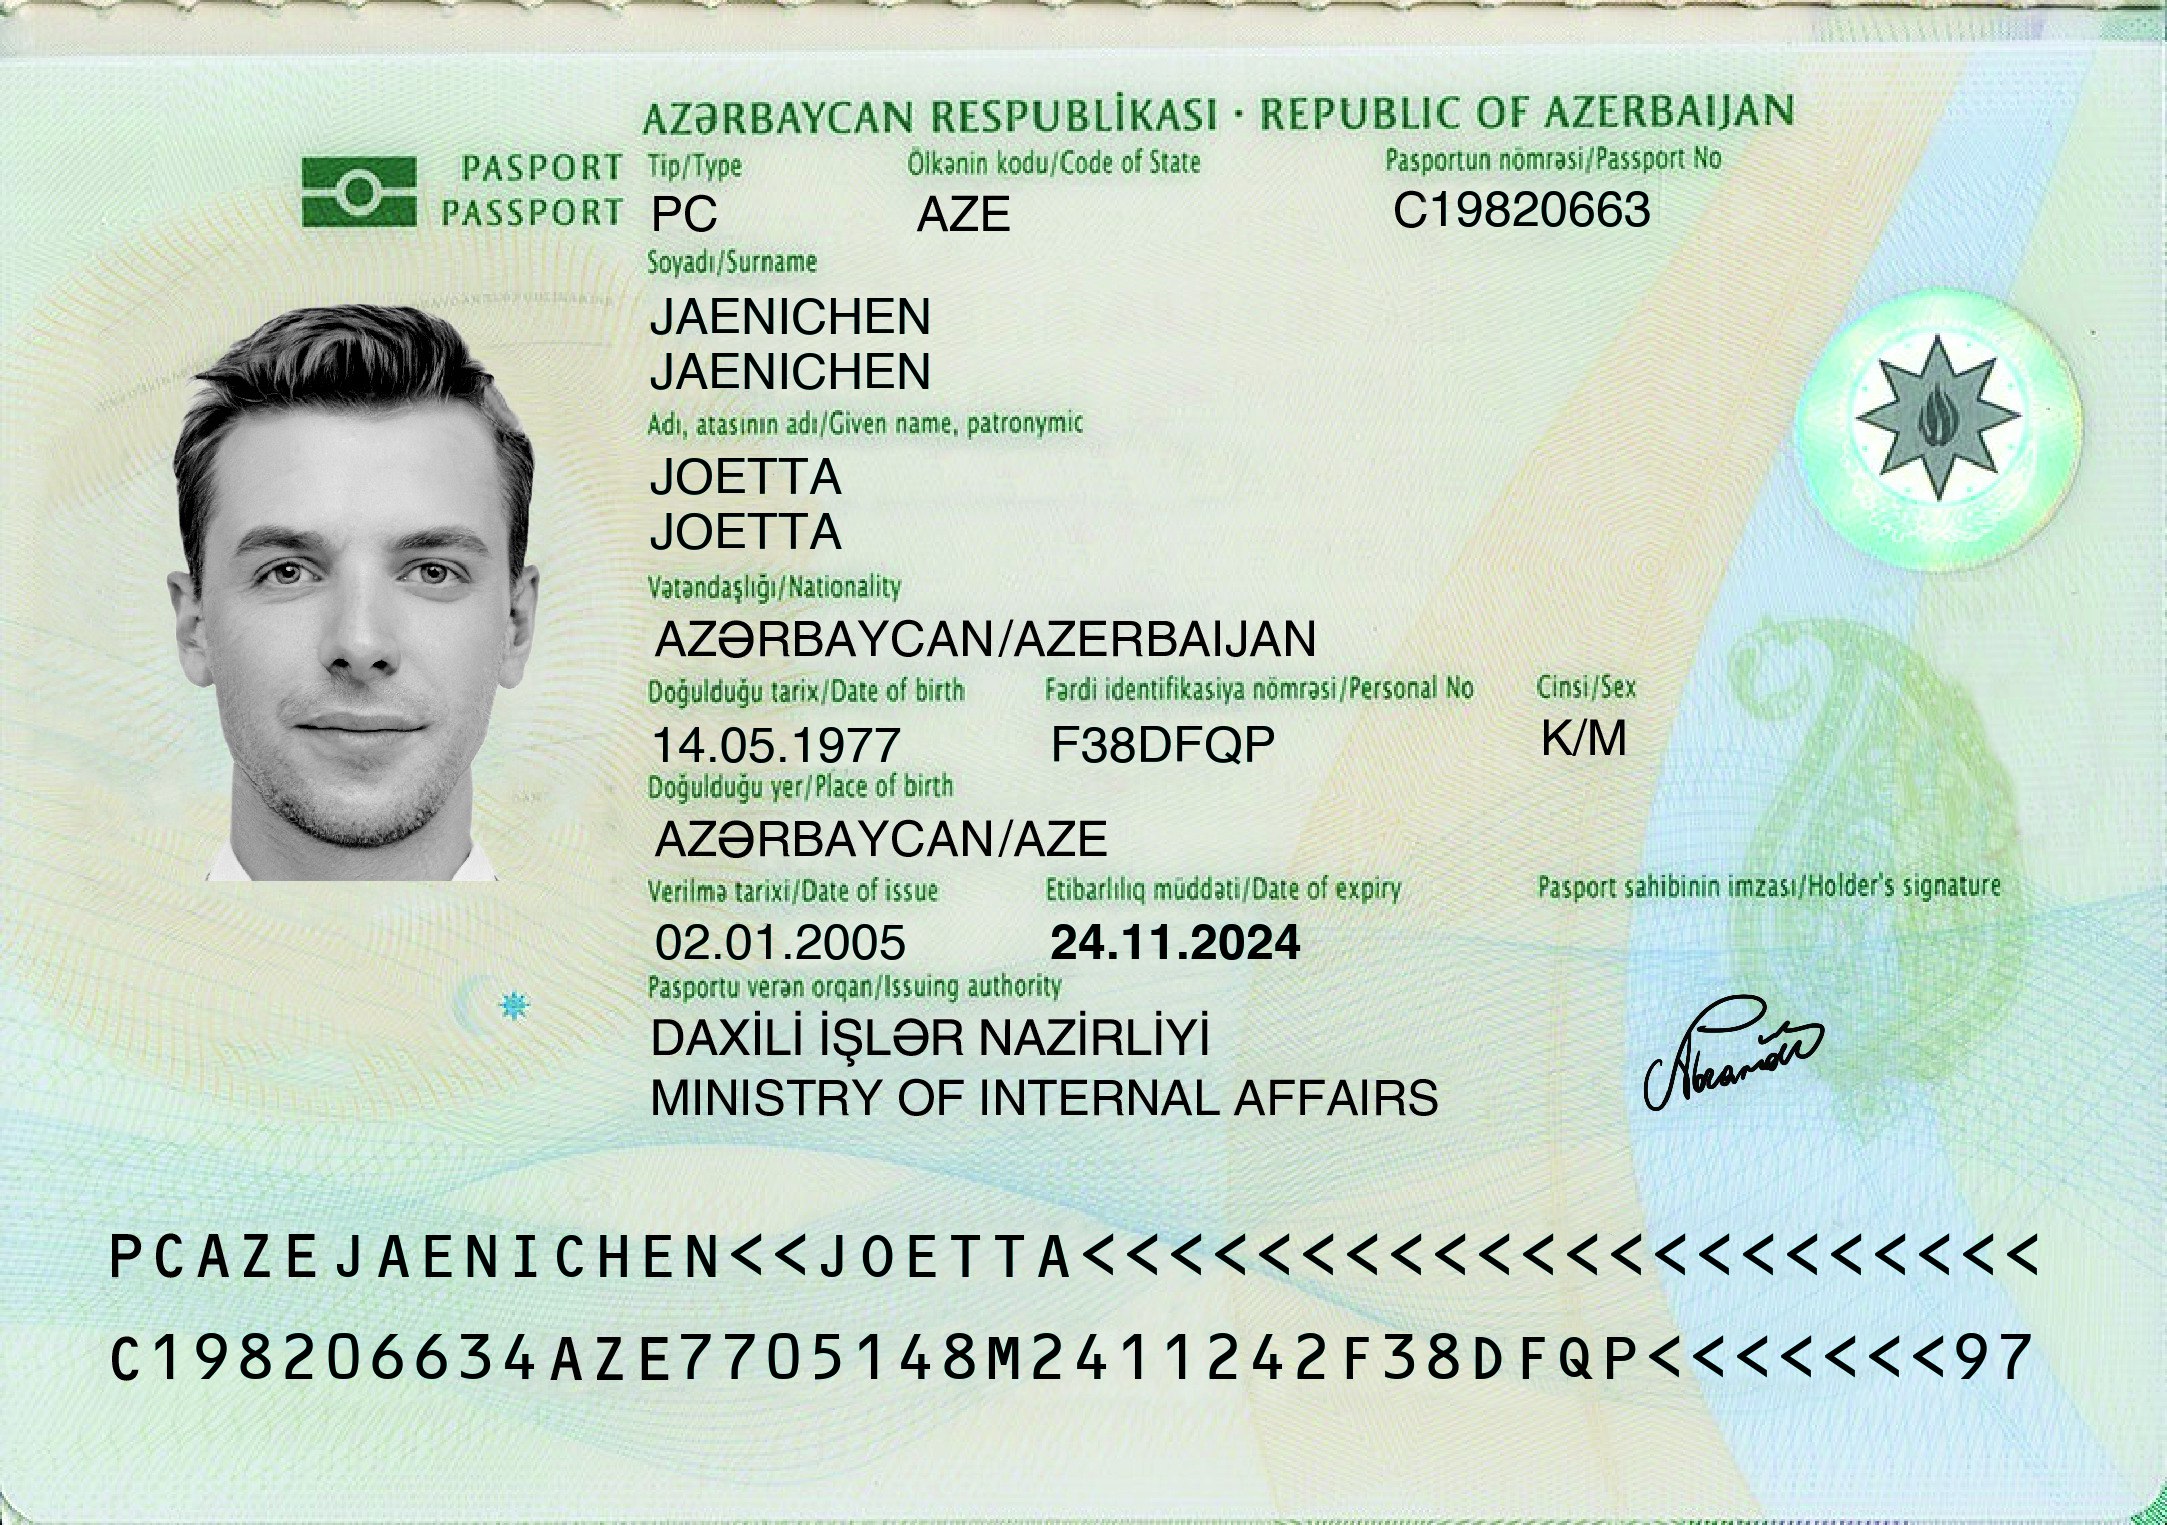 AZƏRBAYCAN RESPUBLİKASI · REPUBLIC OF AZERBAIJAN
PASPORT
PASSPORT
Tip/Type Ölkənin kodu/Code of State Pasportun nömrəsi/Passport No
PC AZE C19820663
Soyadı/Surname
JAENICHEN
JAENICHEN
Adı, atasının adı/Given name, patronymic
JOETTA
JOETTA
Vətəndaşlığı/Nationality
AZƏRBAYCAN/AZERBAIJAN
Doğulduğu tarix/Date of birth Fərdi identifikasiya nömrəsi/Personal No Cinsi/Sex
14.05.1977 F38DFQP K/M
Doğulduğu yer/Place of birth
AZƏRBAYCAN/AZE
Verilmə tarixi/Date of issue Etibarlılıq müddəti/Date of expiry Pasport sahibinin imzası/Holder's signature
02.01.2005 24.11.2024
Pasportu verən orqan/Issuing authority
DAXİLİ İŞLƏR NAZİRLİYİ
MINISTRY OF INTERNAL AFFAIRS
PCAZEJAENICHEN<<JOETTA<<<<<<<<<<<<<<<<<<<<<<
C198206634AZE7705148M2411242F38DFQP<<<<<<<97